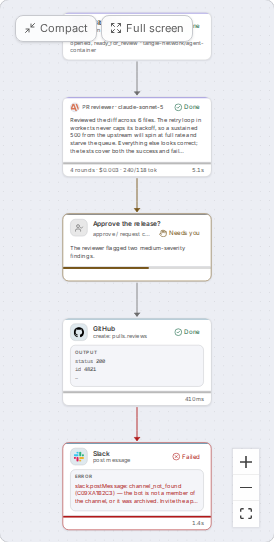 Compact
Full screen
opened, ready_for_review · tangle-network/agent-
container
PR reviewer · claude-sonnet-5
Done
Reviewed the diff across 6 files. The retry loop in
worker.ts never caps its backoff, so a sustained
500 from the upstream will spin at full rate and
starve the queue. Everything else looks correct;
the tests cover both the success and fail...
4 rounds · $0.003 · 240/118 tok
5.1s
Approve the release?
approve / request c...
Needs you
The reviewer flagged two medium-severity
findings.
GitHub
create.pulls.reviews
Done
OUTPUT
status 200
id 4821
412ms
Slack
post message
Failed
ERROR
slack.postMessage: channel_not_found
— the bot is not a member of
the channel, or it was archived. Invite the ap...
1.4s